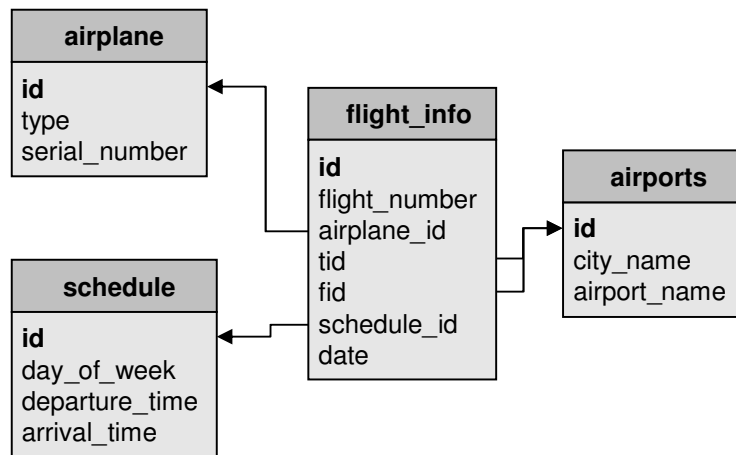 airplane
id
type
serial_number
flight_info
id
flight_number
airplane_id
tid
fid
schedule_id
date
airports
id
city_name
airport_name
schedule
id
day_of_week
departure_time
arrival_time